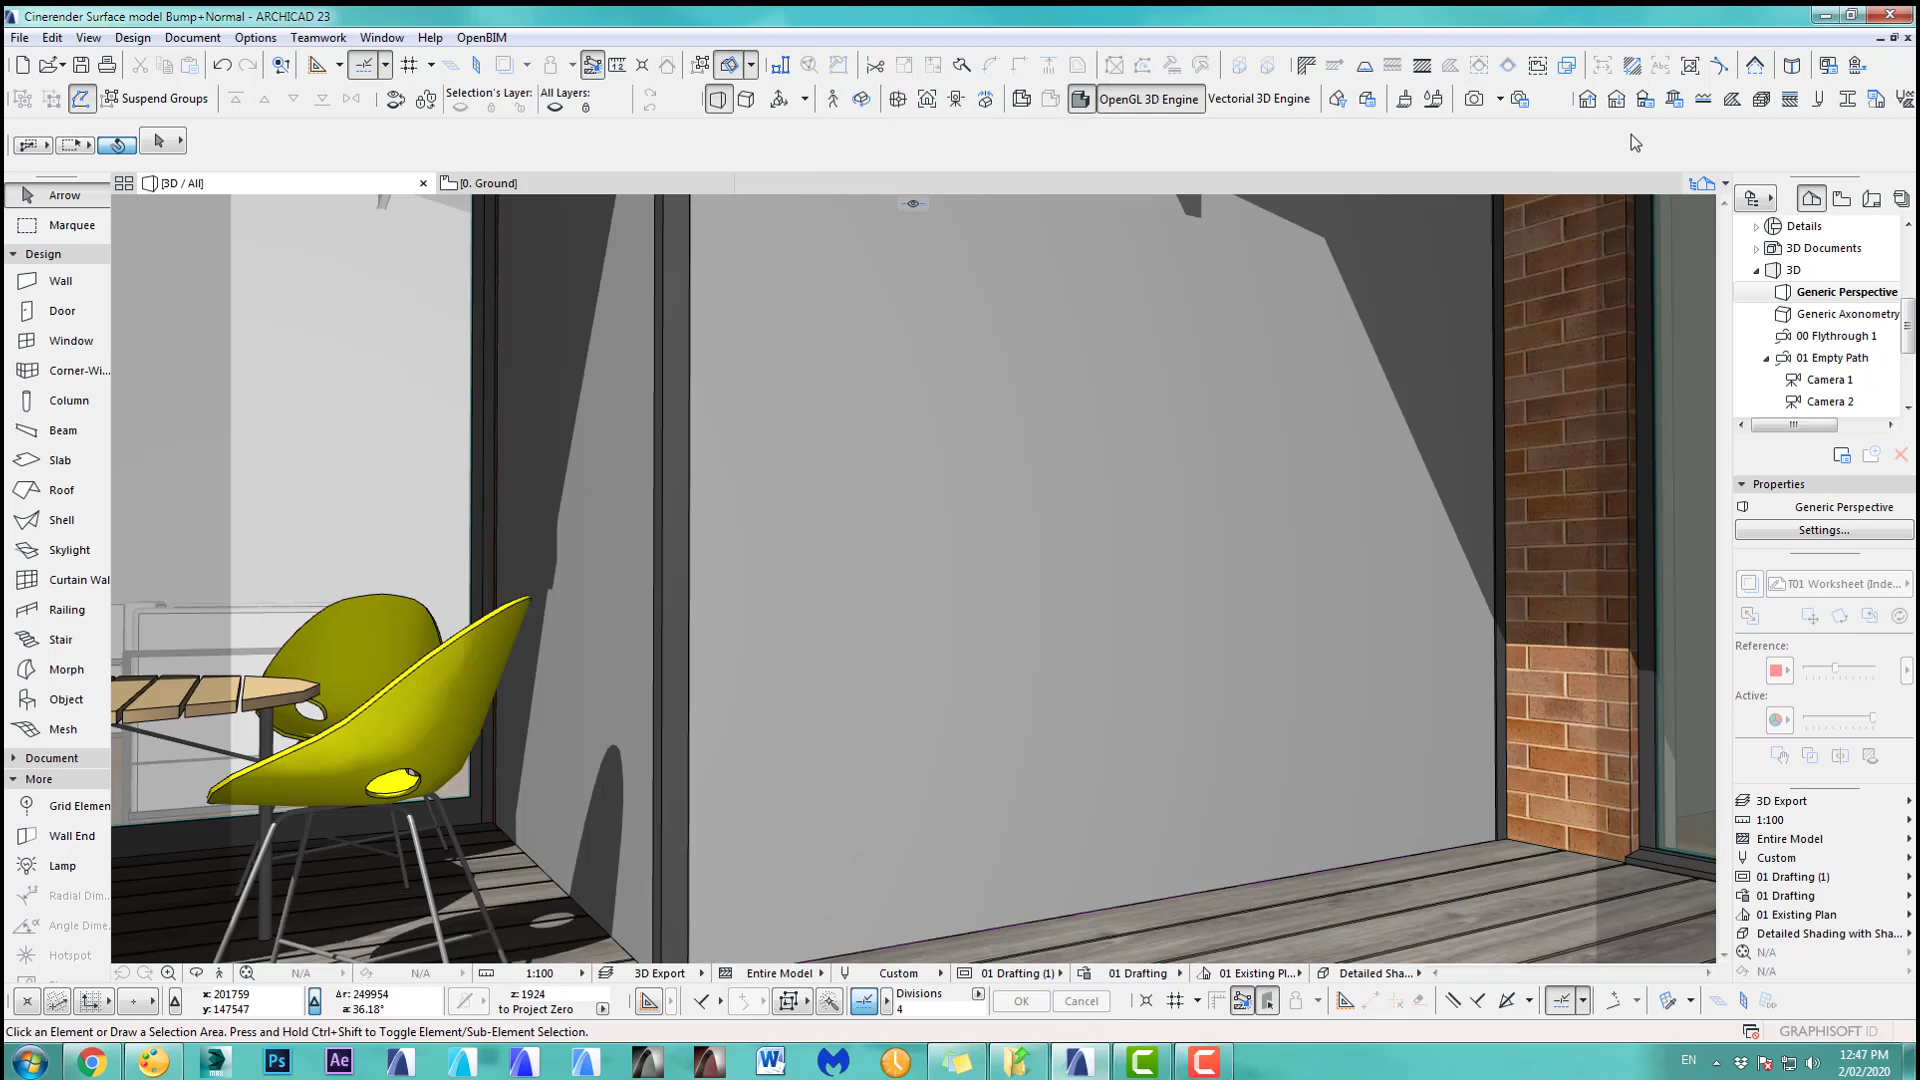 Cinerender Surface model Bump+Normal - ARCHICAD 23
File Edit View Design Document Options Teamwork Window Help OpenBIM
Suspend Groups
Selection's Layer: All Layers:
OpenGL 3D Engine Vectorial 3D Engine
[3D / All]
[0. Ground]
Arrow
Marquee
Design
Wall
Door
Window
Corner-Wi...
Column
Beam
Slab
Roof
Shell
Skylight
Curtain Wal
Railing
Stair
Morph
Object
Mesh
Document
More
Grid Elemen
Wall End
Lamp
Radial Dim...
Angle Dime...
Hotspot
Details
3D Documents
3D
Generic Perspective
Generic Axonometry
00 Flythrough 1
01 Empty Path
Camera 1
Camera 2
Properties
Generic Perspective
Settings...
T01 Worksheet (Inde...
Reference:
Active:
3D Export
1:100
Entire Model
Custom
01 Drafting (1)
01 Drafting
01 Existing Plan
Detailed Shading with Sha...
N/A
N/A
N/A N/A 1:100 3D Export Entire Model Custom 01 Drafting (1) 01 Drafting 01 Existing Pl... Detailed Sha...
x: 201759 Δr: 249954 z: 1924 Divisions
y: 147547 a: 36.18° to Project Zero 4
OK Cancel
Click an Element or Draw a Selection Area. Press and Hold Ctrl+Shift to Toggle Element/Sub-Element Selection.
GRAPHISOFT ID
MAX Ps Ae W C C
EN
12:47 PM
2/02/2020